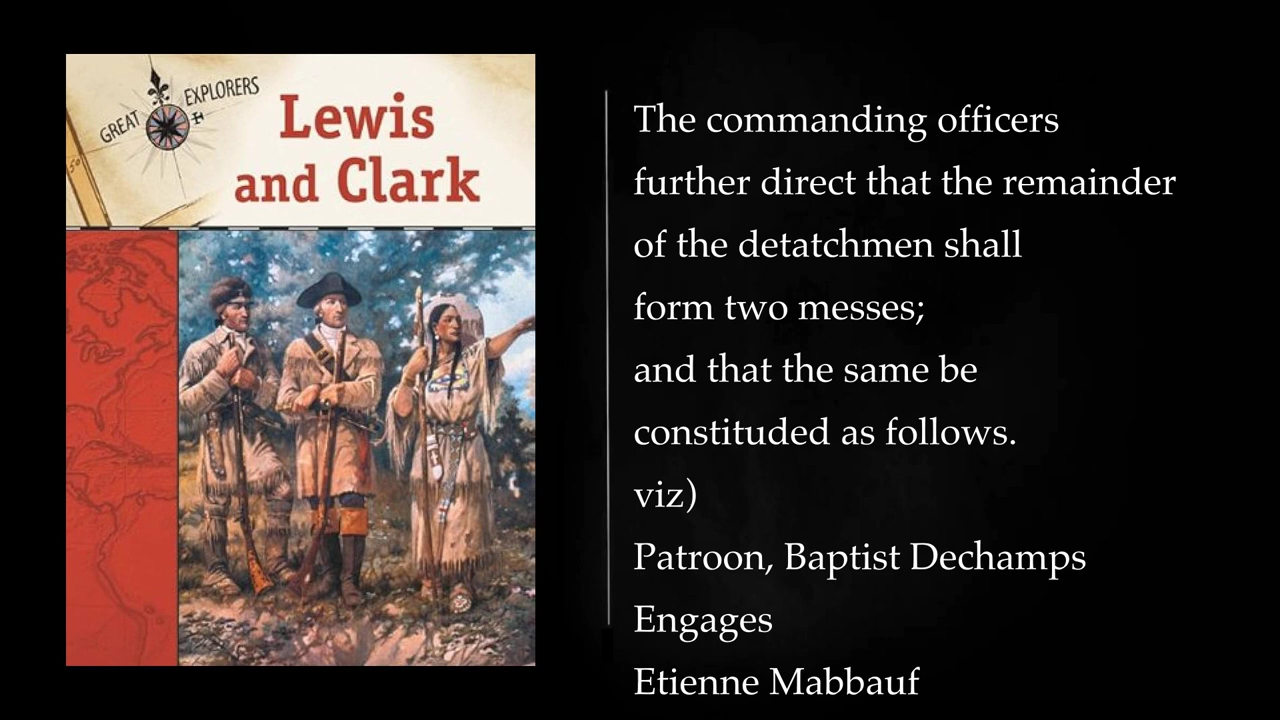 GREAT EXPLORERS
Lewis
and Clark
The commanding officers
further direct that the remainder
of the detatchmen shall
form two messes;
and that the same be
constituded as follows.
viz)
Patroon, Baptist Dechamps
Engages
Etienne Mabbauf